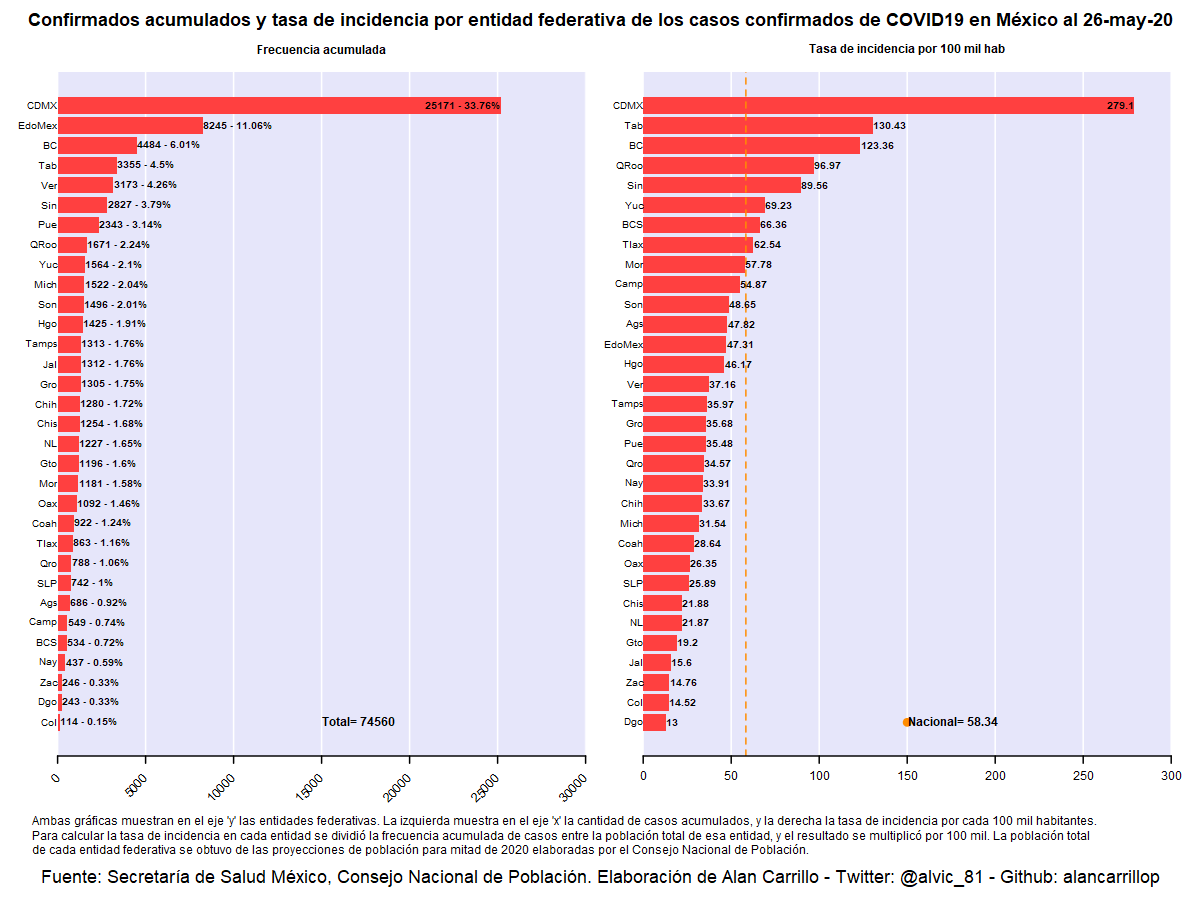 Confirmados acumulados y tasa de incidencia por entidad federativa de los casos confirmados de COVID19 en México al 26-may-20
Frecuencia acumulada
CDMX 25171 - 33.76%
EdoMex 8245 - 11.06%
BC 4484 - 6.01%
Tab 3355 - 4.5%
Ver 3173 - 4.26%
Sin 2827 - 3.79%
Pue 2343 - 3.14%
QRoo 1671 - 2.24%
Yuc 1564 - 2.1%
Mich 1522 - 2.04%
Son 1496 - 2.01%
Hgo 1425 - 1.91%
Tamps 1313 - 1.76%
Jal 1312 - 1.76%
Gro 1305 - 1.75%
Chih 1280 - 1.72%
Chis 1254 - 1.68%
NL 1227 - 1.65%
Gto 1196 - 1.6%
Mor 1181 - 1.58%
Oax 1092 - 1.46%
Coah 922 - 1.24%
Tlax 863 - 1.16%
Qro 788 - 1.06%
SLP 742 - 1%
Ags 686 - 0.92%
Camp 549 - 0.74%
BCS 534 - 0.72%
Nay 437 - 0.59%
Zac 246 - 0.33%
Dgo 243 - 0.33%
Col 114 - 0.15% Total= 74560
0 5000 10000 15000 20000 25000 30000
Tasa de incidencia por 100 mil hab
CDMX 279.1
Tab 130.43
BC 123.36
QRoo 96.97
Sin 89.56
Yuc 69.23
BCS 66.36
Tlax 62.54
Mor 57.78
Camp 54.87
Son 48.65
Ags 47.82
EdoMex 47.31
Hgo 46.17
Ver 37.16
Tamps 35.97
Gro 35.68
Pue 35.48
Qro 34.57
Nay 33.91
Chih 33.67
Mich 31.54
Coah 28.64
Oax 26.35
SLP 25.89
Chis 21.88
NL 21.87
Gto 19.2
Jal 15.6
Zac 14.76
Col 14.52
Dgo 13 Nacional= 58.34
0 50 100 150 200 250 300
Ambas gráficas muestran en el eje 'y' las entidades federativas. La izquierda muestra en el eje 'x' la cantidad de casos acumulados, y la derecha la tasa de incidencia por cada 100 mil habitantes.
Para calcular la tasa de incidencia en cada entidad se dividió la frecuencia acumulada de casos entre la población total de esa entidad, y el resultado se multiplicó por 100 mil. La población total
de cada entidad federativa se obtuvo de las proyecciones de población para mitad de 2020 elaboradas por el Consejo Nacional de Población.
Fuente: Secretaría de Salud México, Consejo Nacional de Población. Elaboración de Alan Carrillo - Twitter: @alvic_81 - Github: alancarrillop